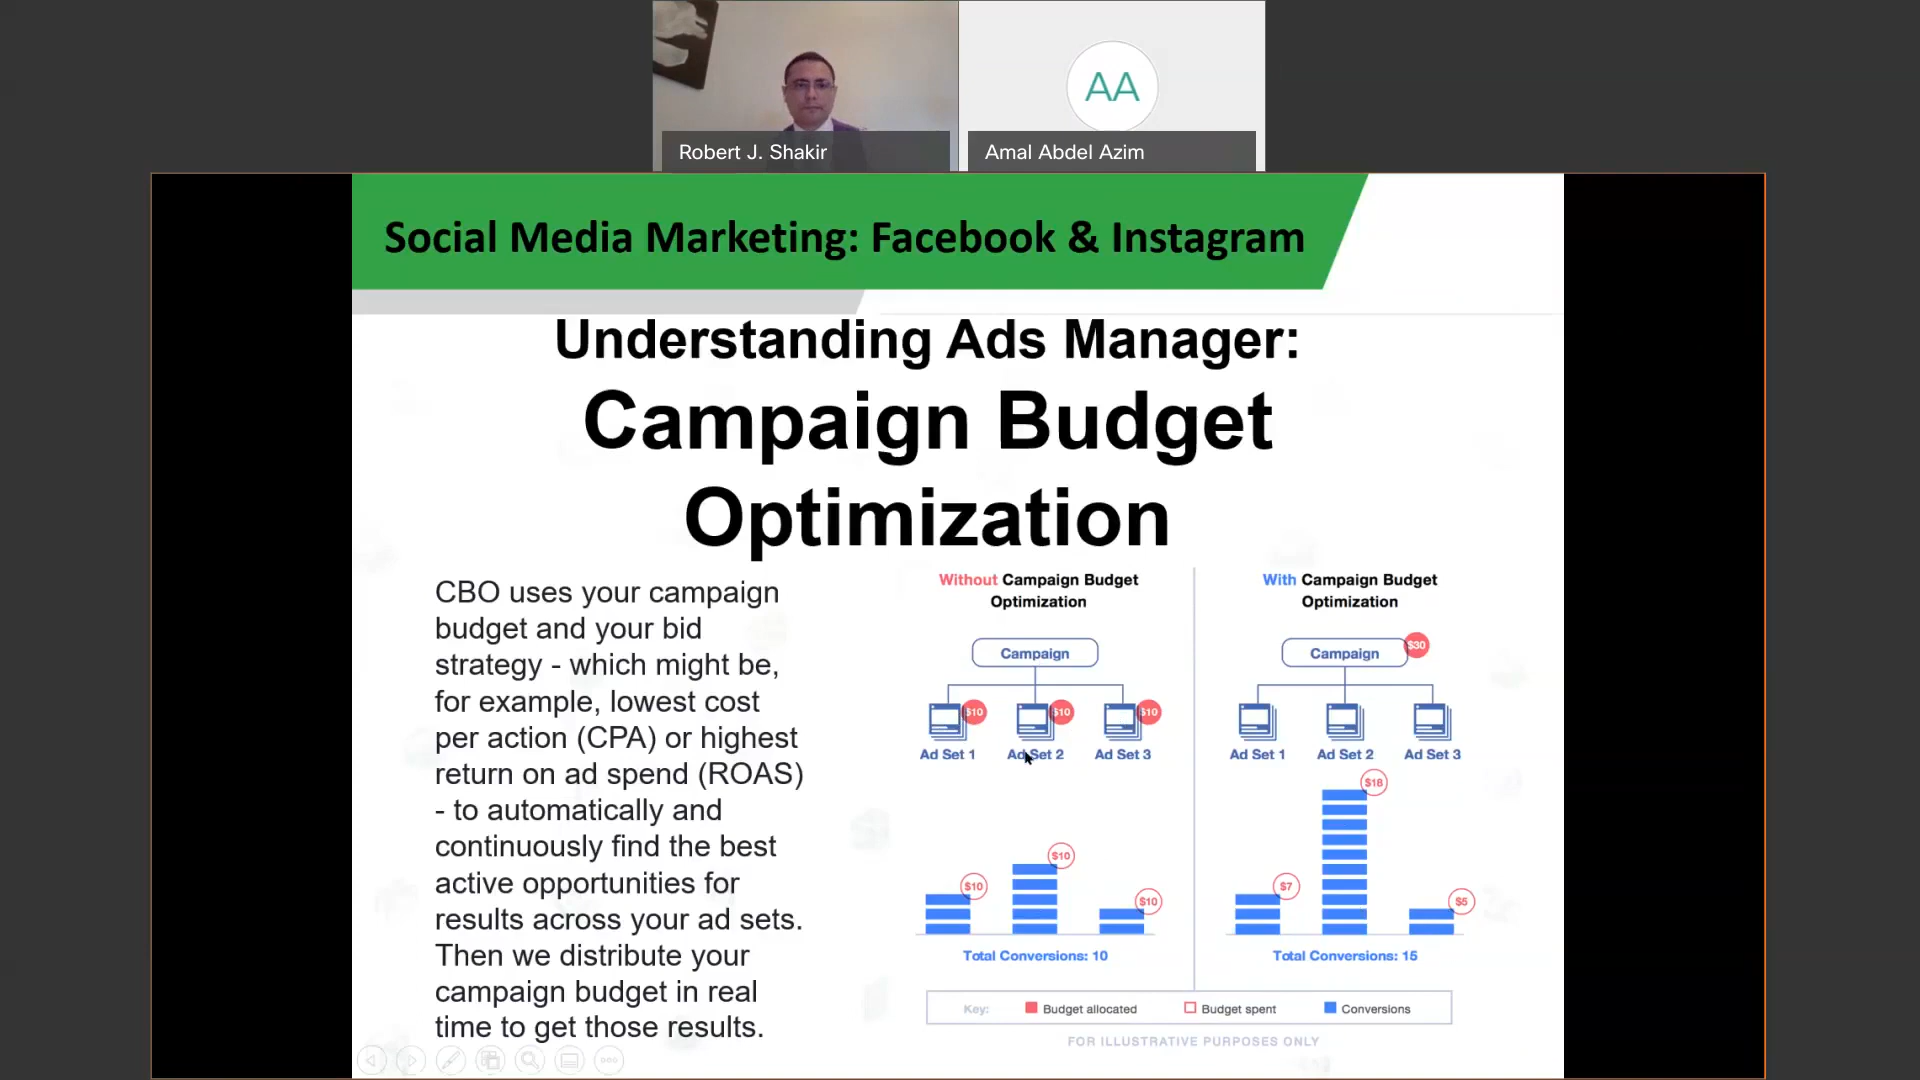 AA
Robert J. Shakir
Amal Abdel Azim
Social Media Marketing: Facebook & Instagram
Understanding Ads Manager:
Campaign Budget
Optimization
CBO uses your campaign
budget and your bid
strategy - which might be,
for example, lowest cost
per action (CPA) or highest
return on ad spend (ROAS)
- to automatically and
continuously find the best
active opportunities for
results across your ad sets.
Then we distribute your
campaign budget in real
time to get those results.
Without Campaign Budget
Optimization
Campaign
$10 $10 $10
Ad Set 1 Ad Set 2 Ad Set 3
$10 $10 $10
Total Conversions: 10
With Campaign Budget
Optimization
Campaign $30
Ad Set 1 Ad Set 2 Ad Set 3
$7 $18 $5
Total Conversions: 15
Key: Budget allocated Budget spent Conversions
FOR ILLUSTRATIVE PURPOSES ONLY